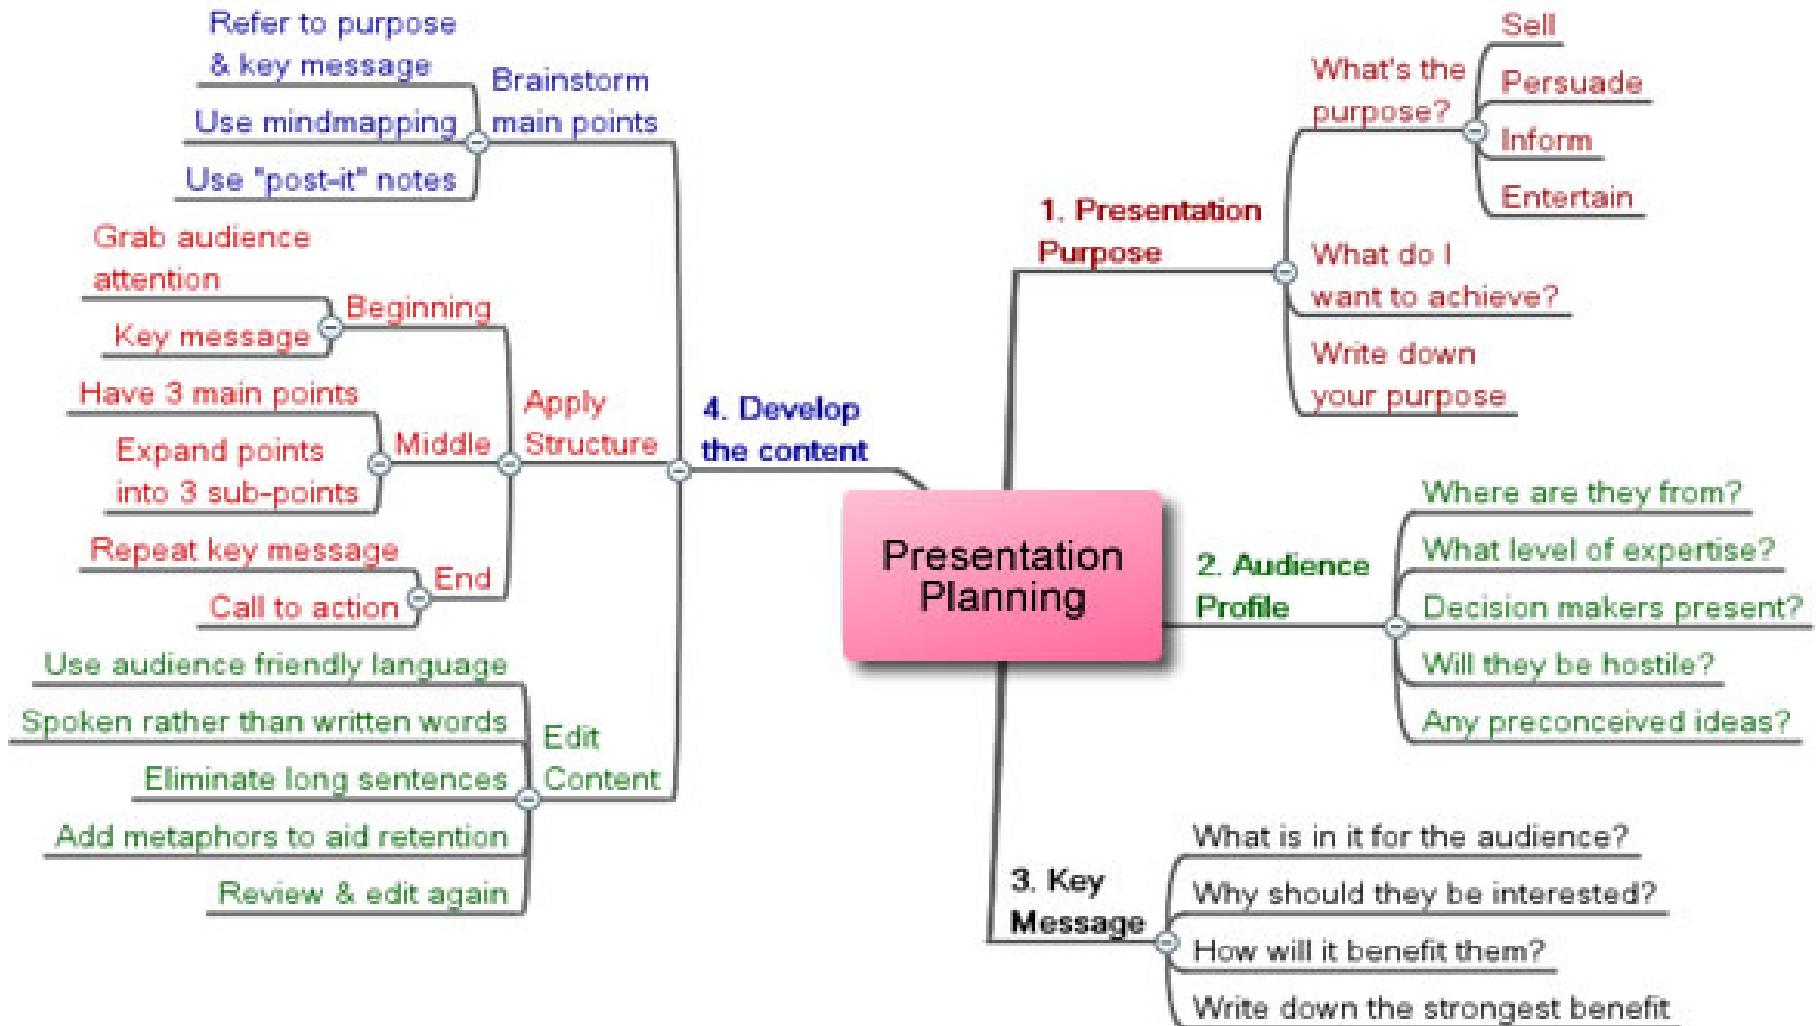 Presentation
Planning
1. Presentation
Purpose
What's the
purpose?
Sell
Persuade
Inform
Entertain
What do I
want to achieve?
Write down
your purpose
2. Audience
Profile
Where are they from?
What level of expertise?
Decision makers present?
Will they be hostile?
Any preconceived ideas?
3. Key
Message
What is in it for the audience?
Why should they be interested?
How will it benefit them?
Write down the strongest benefit
4. Develop
the content
Brainstorm
main points
Refer to purpose
& key message
Use mindmapping
Use "post-it" notes
Apply
Structure
Beginning
Grab audience
attention
Key message
Middle
Have 3 main points
Expand points
into 3 sub-points
End
Repeat key message
Call to action
Edit
Content
Use audience friendly language
Spoken rather than written words
Eliminate long sentences
Add metaphors to aid retention
Review & edit again